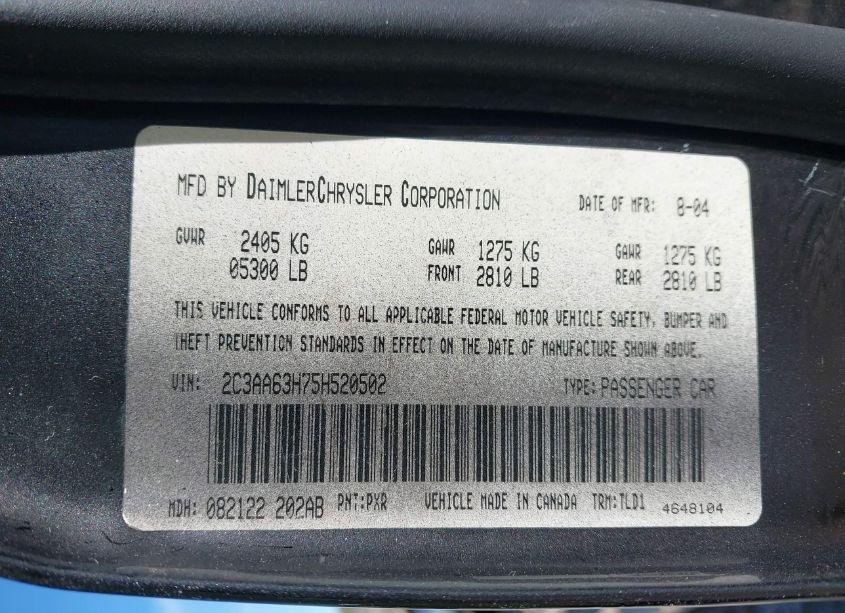 MFD BY DAIMLERCHRYSLER CORPORATION DATE OF MFR: 8-04
GVWR 2405 KG GAWR 1275 KG GAWR 1275 KG
05300 LB FRONT 2810 LB REAR 2810 LB
THIS VEHICLE CONFORMS TO ALL APPLICABLE FEDERAL MOTOR VEHICLE SAFETY, BUMPER AND
THEFT PREVENTION STANDARDS IN EFFECT ON THE DATE OF MANUFACTURE SHOWN ABOVE.
VIN: 2C3AA63H75H520502 TYPE: PASSENGER CAR
MDH: 082122 202AB PNT:PXR VEHICLE MADE IN CANADA TRM:TLD1 4648104